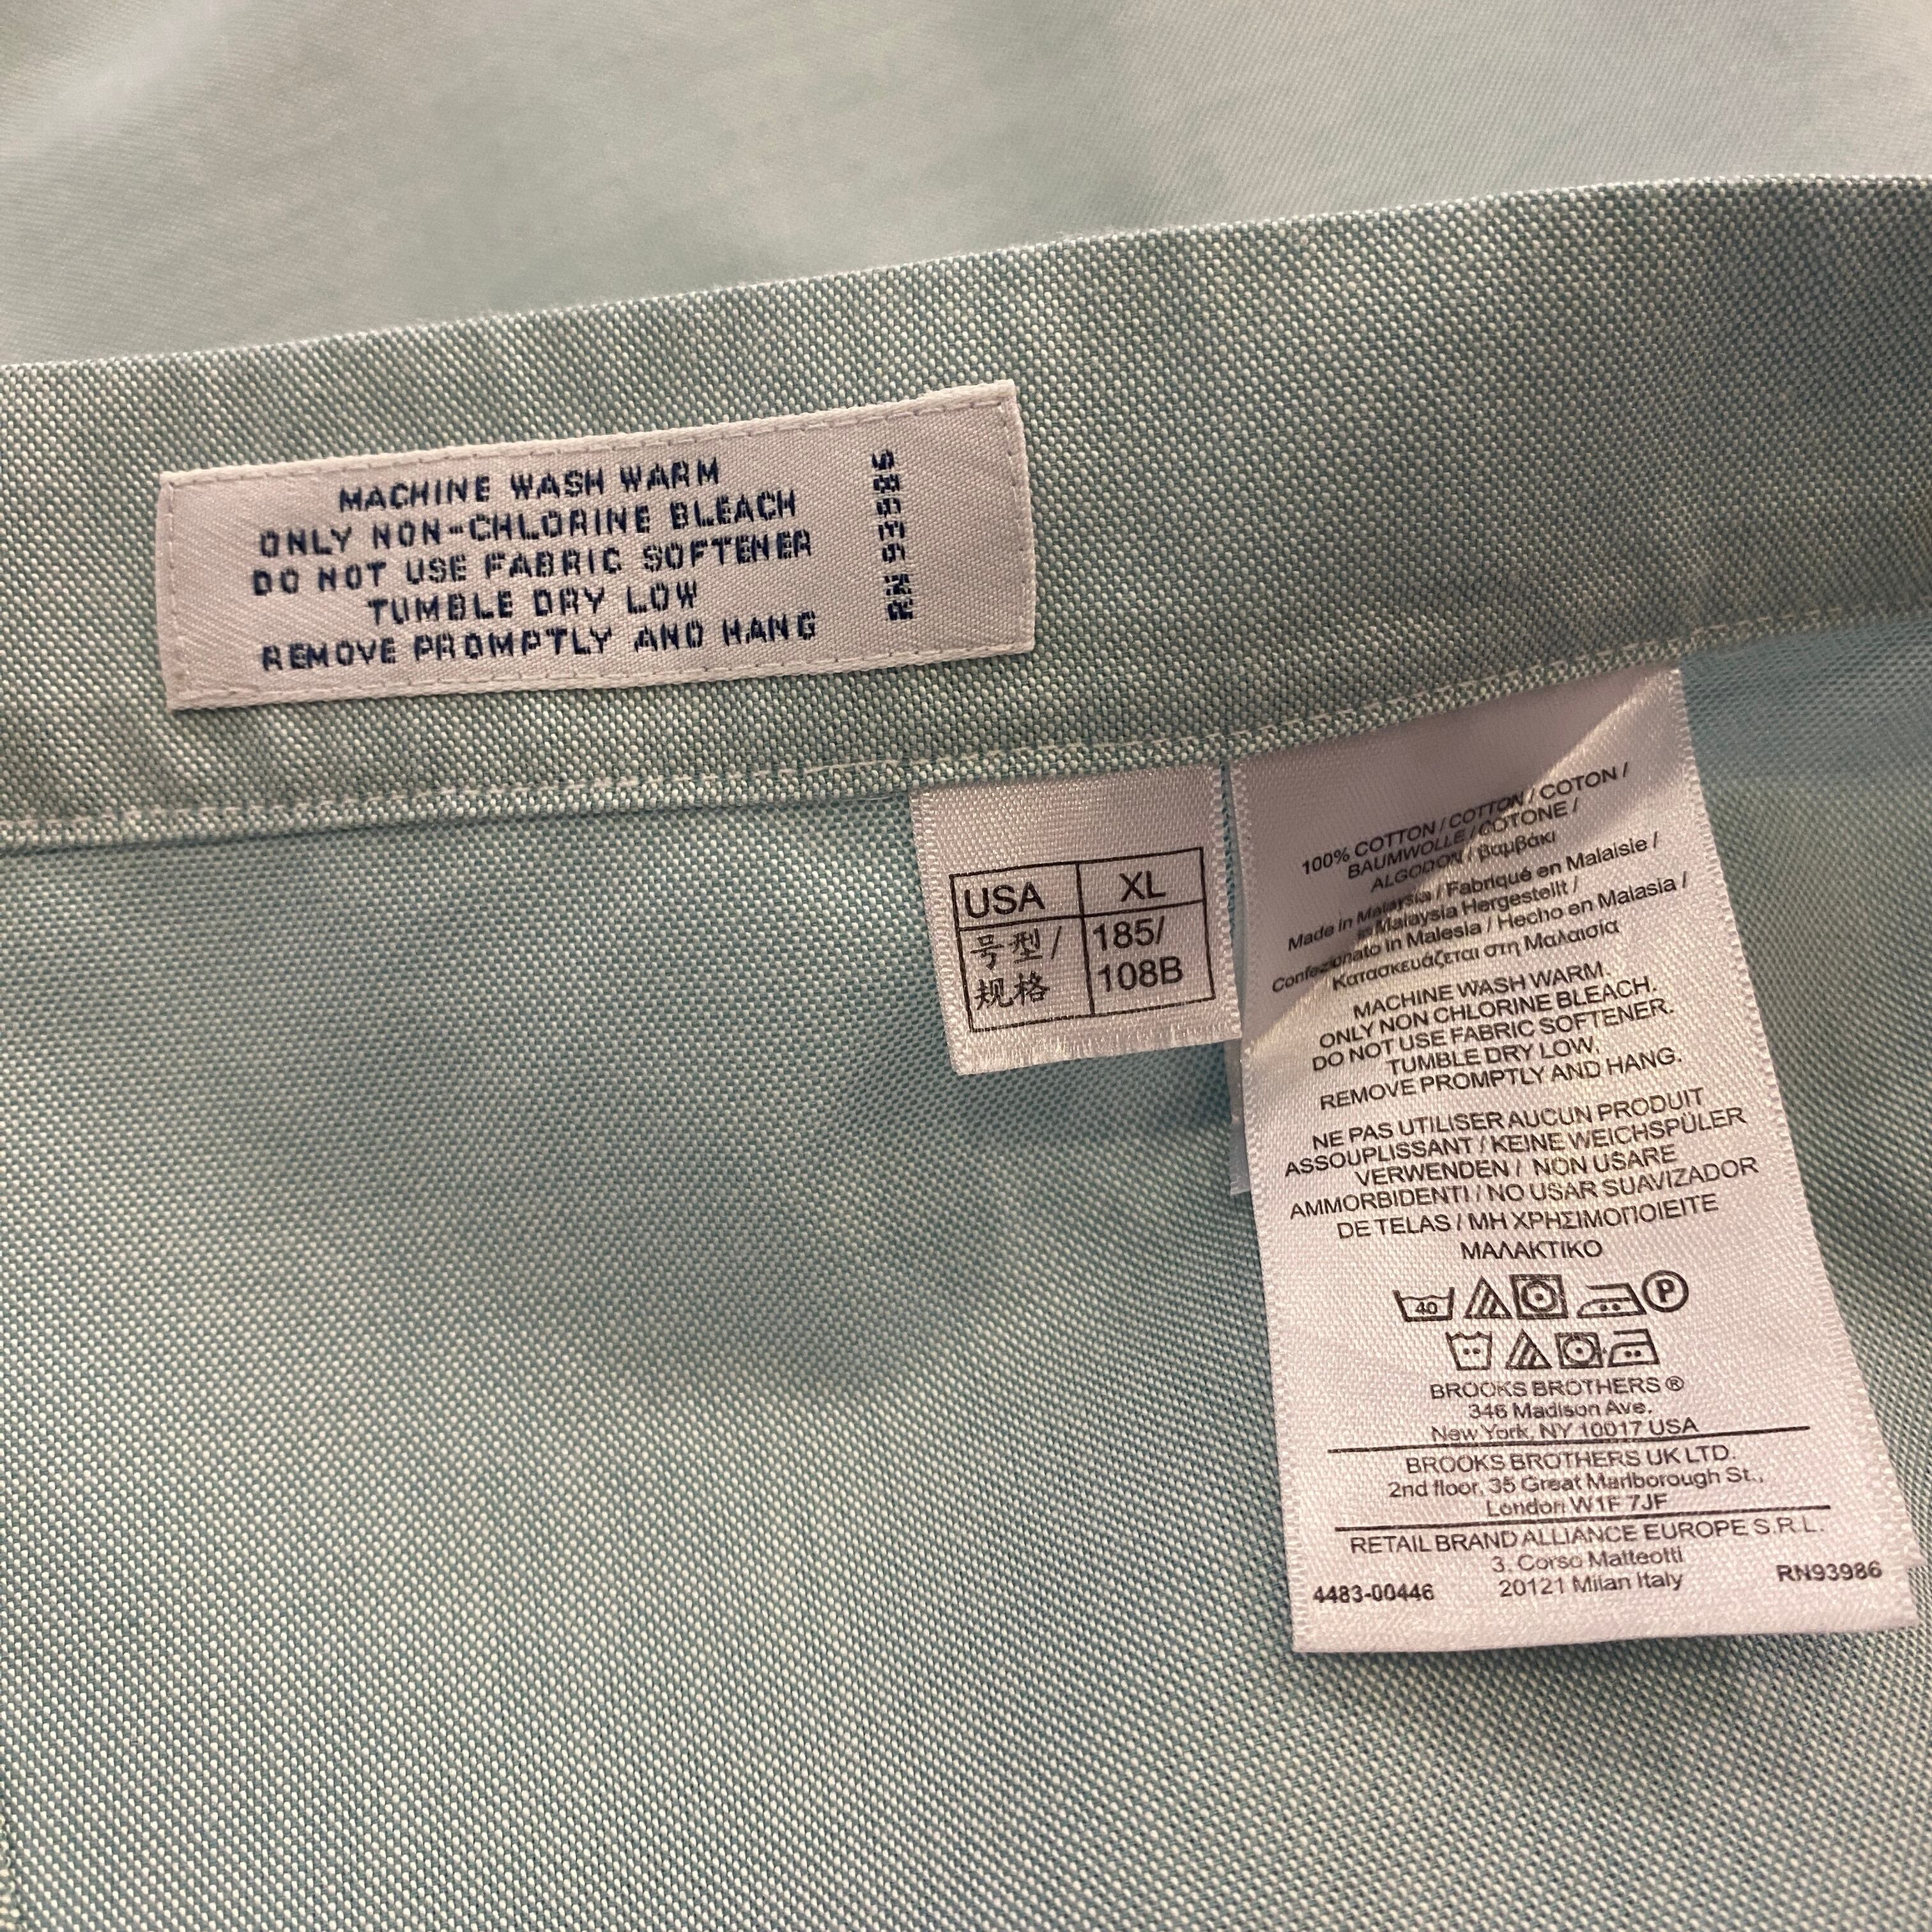 MACHINE WASH WARM
ONLY NON-CHLORINE BLEACH
DO NOT USE FABRIC SOFTENER
TUMBLE DRY LOW
REMOVE PROMPTLY AND HANG
RN 93985
USA XL
号型/ 185/
规格 108B
100% COTTON / COTTON / COTON /
BAUMWOLLE / COTONE /
ALGODON / βαμβάκι
Made in Malaysia / Fabriqué en Malaisie /
in Malaysia Hergestellt /
Confezionato in Malesia / Hecho en Malasia /
Κατασκευάζεται στη Μαλαισία
MACHINE WASH WARM.
ONLY NON CHLORINE BLEACH.
DO NOT USE FABRIC SOFTENER.
TUMBLE DRY LOW.
REMOVE PROMPTLY AND HANG.
NE PAS UTILISER AUCUN PRODUIT
ASSOUPLISSANT / KEINE WEICHSPÜLER
VERWENDEN / NON USARE
AMMORBIDENTI / NO USAR SUAVIZADOR
DE TELAS / ΜΗ ΧΡΗΣΙΜΟΠΟΙΕΙΤΕ
ΜΑΛΑΚΤΙΚΟ
40 P
BROOKS BROTHERS ®
346 Madison Ave.
New York, NY 10017 USA
BROOKS BROTHERS UK LTD.
2nd floor, 35 Great Marlborough St.,
London W1F 7JF
RETAIL BRAND ALLIANCE EUROPE S.R.L.
3, Corso Matteotti
4483-00446 20121 Milan Italy RN93986